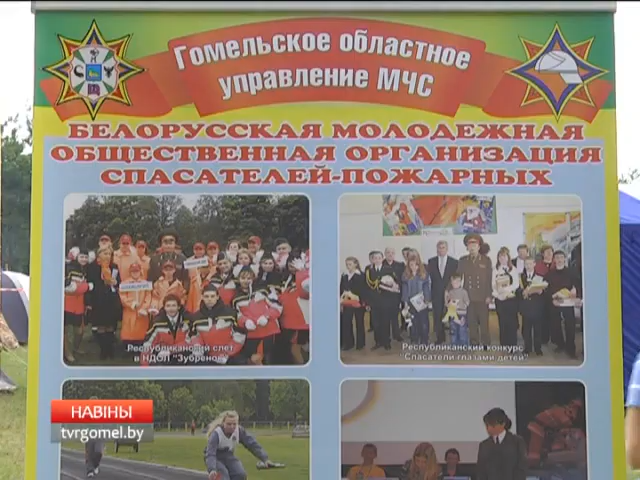 Гомельское областное
управление МЧС
БЕЛОРУССКАЯ МОЛОДЕЖНАЯ
ОБЩЕСТВЕННАЯ ОРГАНИЗАЦИЯ
СПАСАТЕЛЕЙ-ПОЖАРНЫХ
Республиканский слет
в НДОЛ "Зубренок"
Республиканский конкурс
"Спасатели глазами детей"
НАВІНЫ
tvrgomel.by